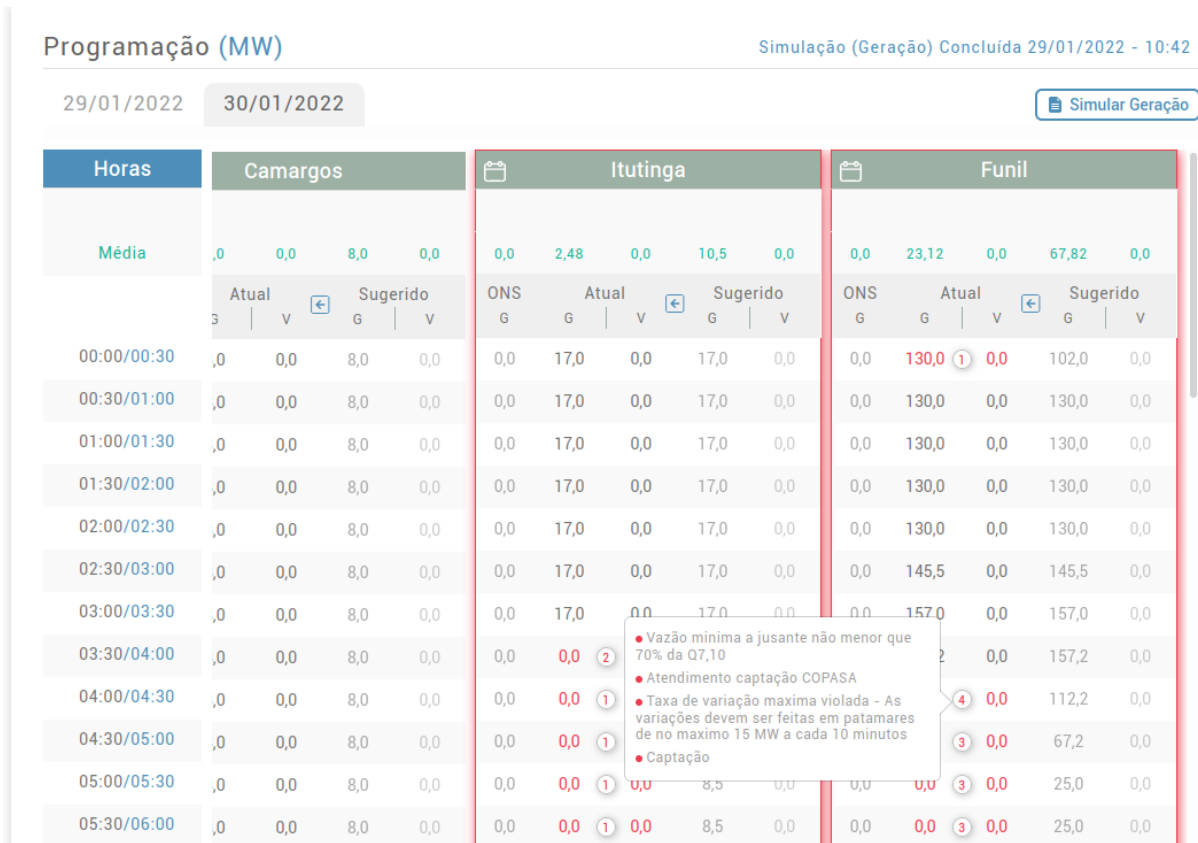 Programação (MW)
Simulação (Geração) Concluída 29/01/2022 - 10:42
29/01/2022 30/01/2022
Simular Geração
Horas Camargos Itutinga Funil
Média ,0 0,0 8,0 0,0 0,0 2,48 0,0 10,5 0,0 0,0 23,12 0,0 67,82 0,0
Atual Sugerido ONS Atual Sugerido ONS Atual Sugerido
G V G V G G V G V G G V G V
00:00/00:30 ,0 0,0 8,0 0,0 0,0 17,0 0,0 17,0 0,0 0,0 130,0 1 0,0 102,0 0,0
00:30/01:00 ,0 0,0 8,0 0,0 0,0 17,0 0,0 17,0 0,0 0,0 130,0 0,0 130,0 0,0
01:00/01:30 ,0 0,0 8,0 0,0 0,0 17,0 0,0 17,0 0,0 0,0 130,0 0,0 130,0 0,0
01:30/02:00 ,0 0,0 8,0 0,0 0,0 17,0 0,0 17,0 0,0 0,0 130,0 0,0 130,0 0,0
02:00/02:30 ,0 0,0 8,0 0,0 0,0 17,0 0,0 17,0 0,0 0,0 130,0 0,0 130,0 0,0
02:30/03:00 ,0 0,0 8,0 0,0 0,0 17,0 0,0 17,0 0,0 0,0 145,5 0,0 145,5 0,0
03:00/03:30 ,0 0,0 8,0 0,0 0,0 17,0 0,0 17,0 0,0 0,0 157,0 0,0 157,0 0,0
03:30/04:00 ,0 0,0 8,0 0,0 0,0 0,0 2 2 0,0 157,2 0,0
04:00/04:30 ,0 0,0 8,0 0,0 0,0 0,0 1 4 0,0 112,2 0,0
04:30/05:00 ,0 0,0 8,0 0,0 0,0 0,0 1 3 0,0 67,2 0,0
05:00/05:30 ,0 0,0 8,0 0,0 0,0 0,0 1 0,0 8,5 0,0 0,0 0,0 3 0,0 25,0 0,0
05:30/06:00 ,0 0,0 8,0 0,0 0,0 0,0 1 0,0 8,5 0,0 0,0 0,0 3 0,0 25,0 0,0
• Vazão minima a jusante não menor que
70% da Q7,10
• Atendimento captação COPASA
• Taxa de variação maxima violada - As
variações devem ser feitas em patamares
de no maximo 15 MW a cada 10 minutos
• Captação